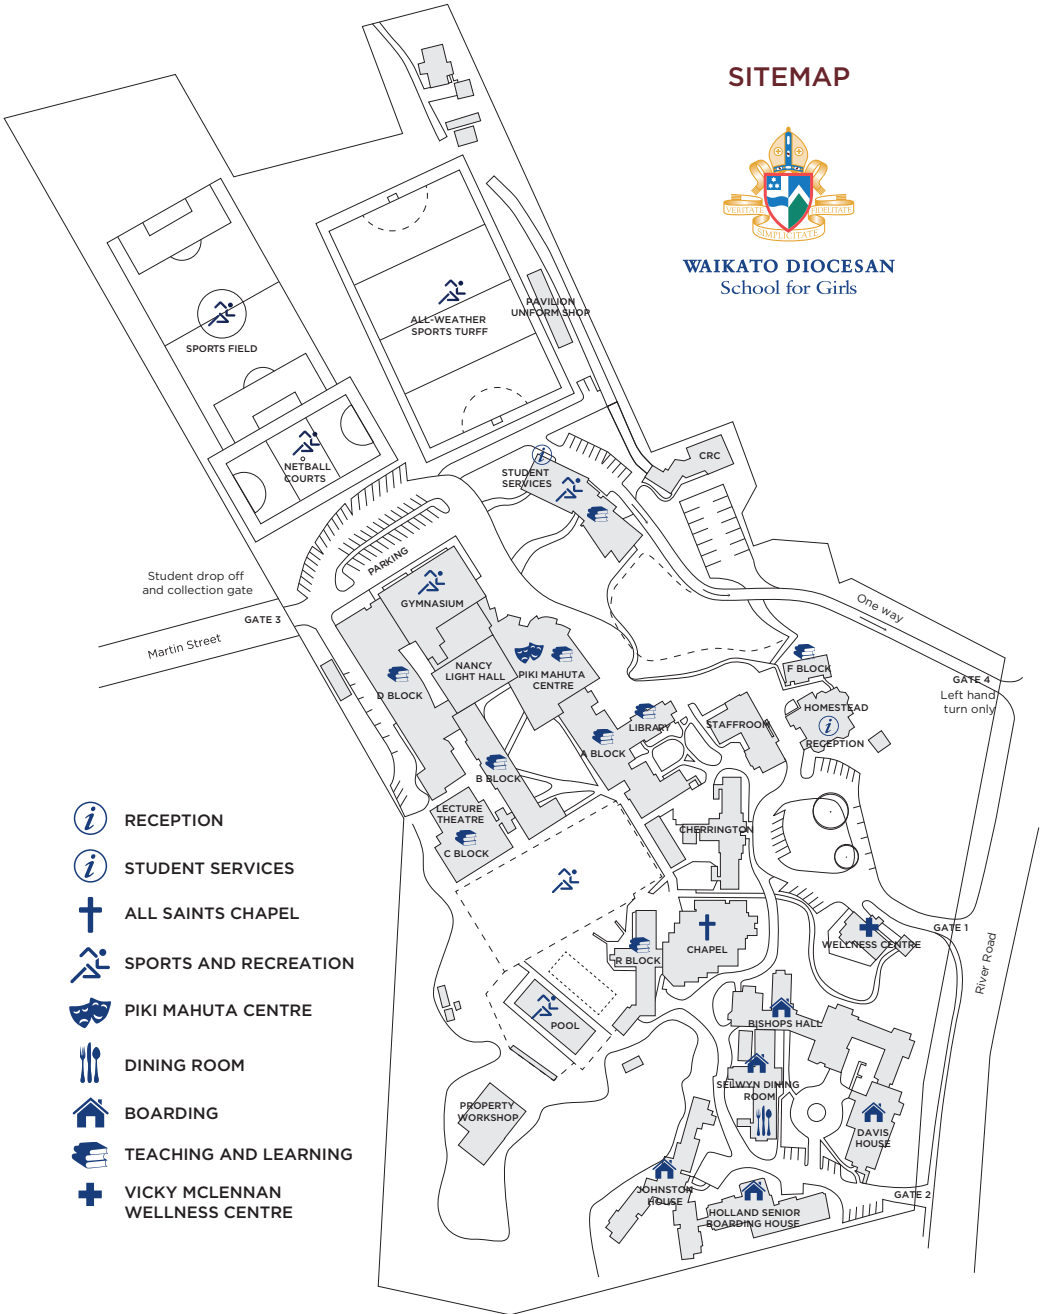 SITEMAP
VERITATE
FIDELITATE
SIMPLICITATE
WAIKATO DIOCESAN
School for Girls
PAVILION
UNIFORM SHOP
ALL-WEATHER
SPORTS TURFF
SPORTS FIELD
NETBALL
COURTS
CRC
STUDENT
SERVICES
PARKING
Student drop off
and collection gate
GATE 3
Martin Street
GYMNASIUM
One way
NANCY
LIGHT HALL
PIKI MAHUTA
CENTRE
D BLOCK
F BLOCK
GATE 4
Left hand
turn only
HOMESTEAD
RECEPTION
LIBRARY
STAFFROOM
A BLOCK
B BLOCK
LECTURE
THEATRE
C BLOCK
CHERRINGTON
RECEPTION
STUDENT SERVICES
ALL SAINTS CHAPEL
SPORTS AND RECREATION
PIKI MAHUTA CENTRE
DINING ROOM
BOARDING
TEACHING AND LEARNING
VICKY MCLENNAN
WELLNESS CENTRE
GATE 1
WELLNESS CENTRE
CHAPEL
R BLOCK
River Road
POOL
BISHOPS HALL
SELWYN DINING
ROOM
PROPERTY
WORKSHOP
DAVIS
HOUSE
JOHNSTON
HOUSE
GATE 2
HOLLAND SENIOR
BOARDING HOUSE